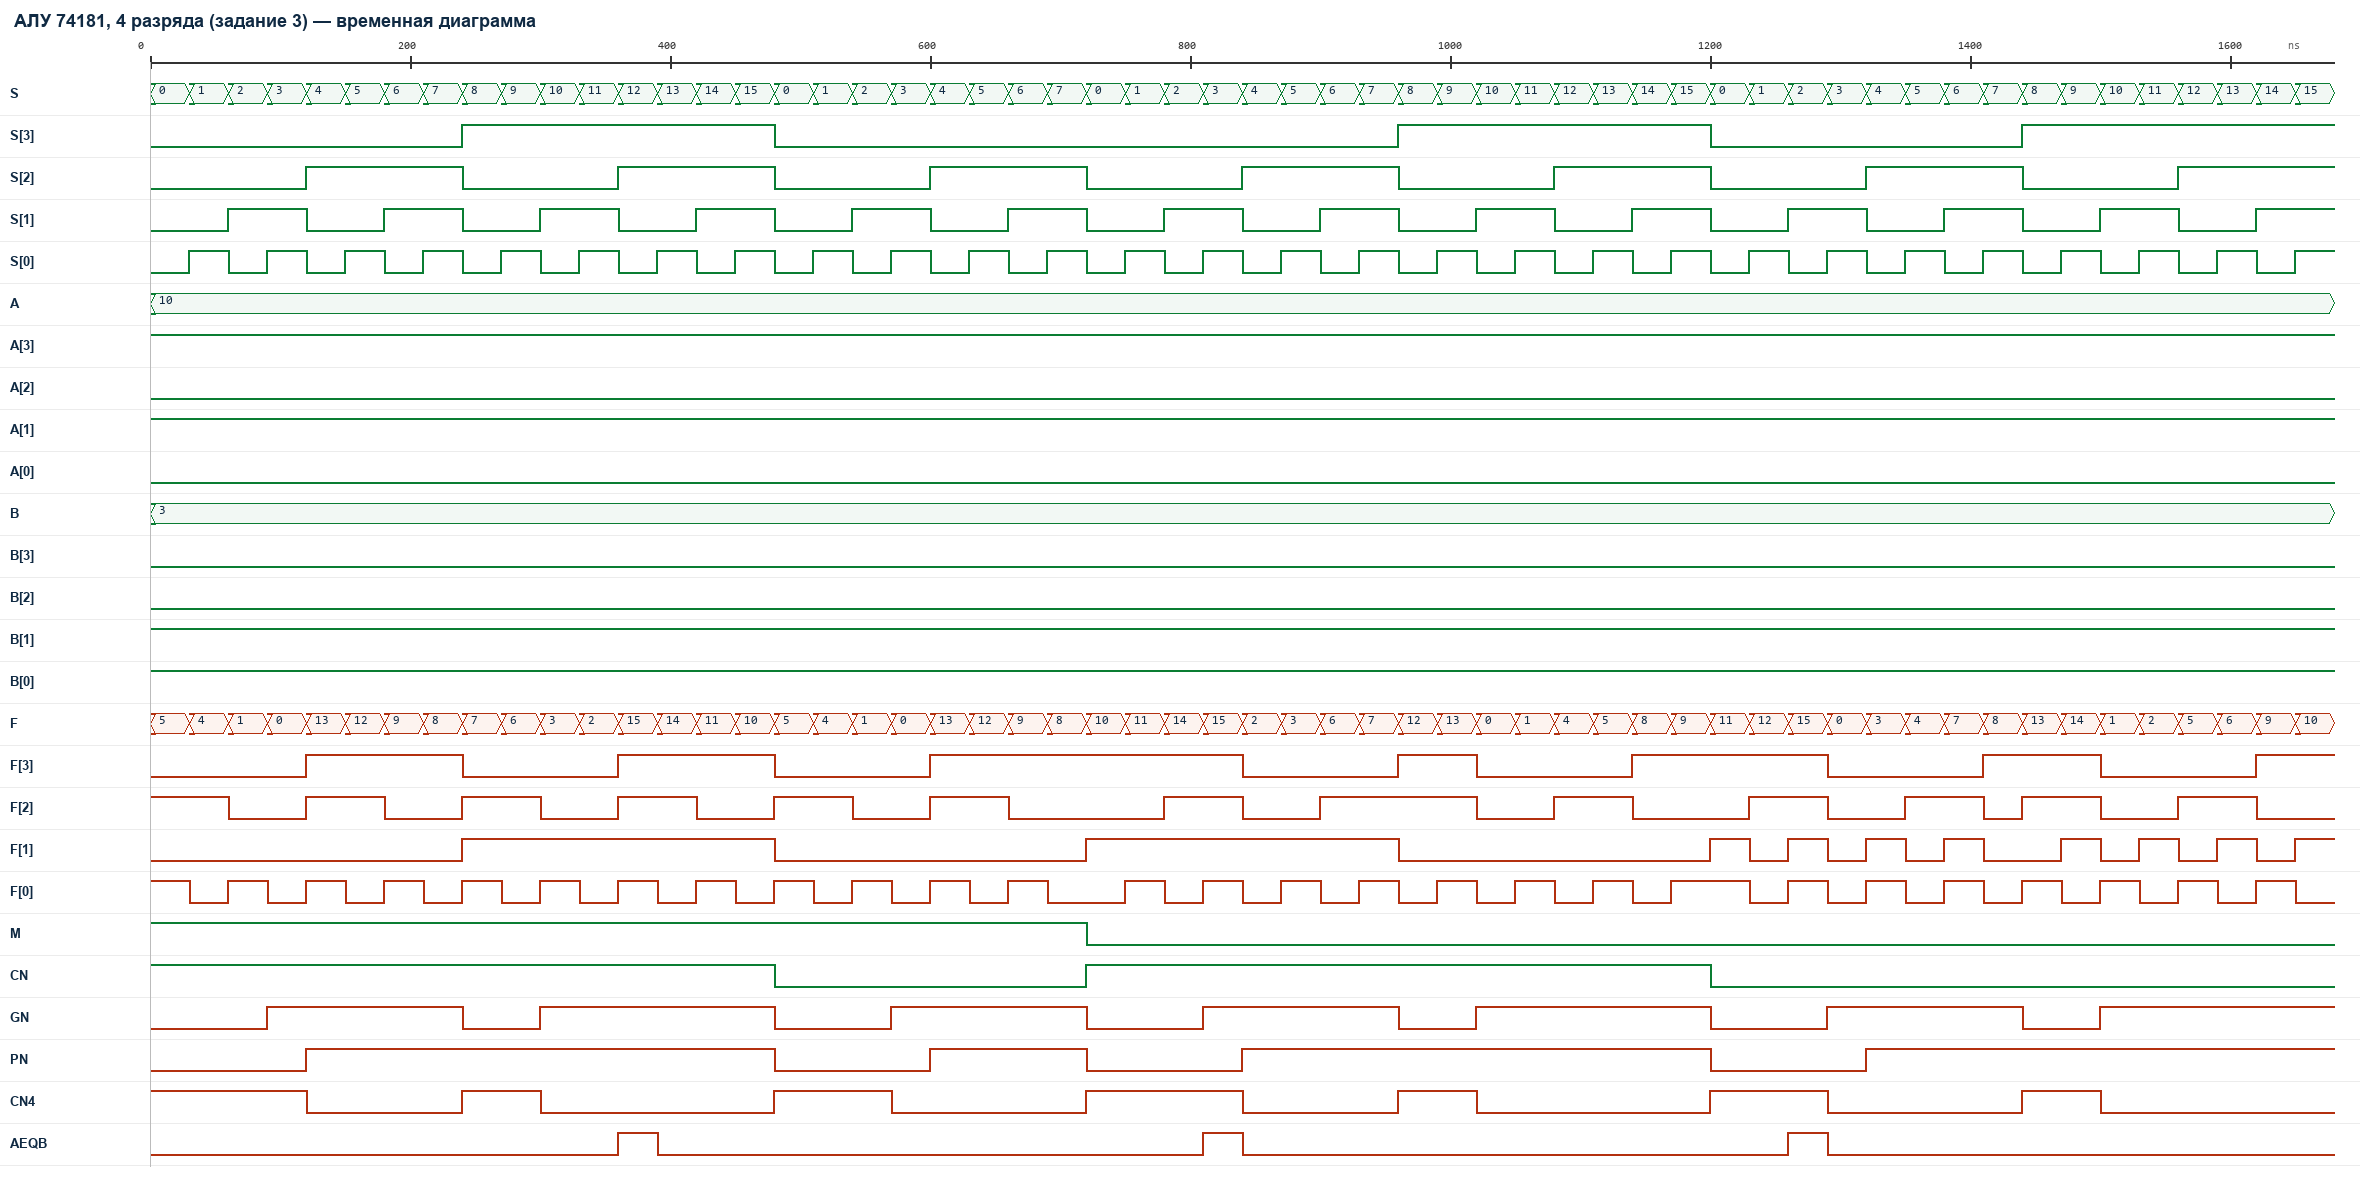 АЛУ 74181, 4 разряда (задание 3) — временная диаграмма
0 200 400 600 800 1000 1200 1400 1600 ns
S 0 1 2 3 4 5 6 7 8 9 10 11 12 13 14 15 0 1 2 3 4 5 6 7 0 1 2 3 4 5 6 7 8 9 10 11 12 13 14 15 0 1 2 3 4 5 6 7 8 9 10 11 12 13 14 15
S[3]
S[2]
S[1]
S[0]
A 10
A[3]
A[2]
A[1]
A[0]
B 3
B[3]
B[2]
B[1]
B[0]
F 5 4 1 0 13 12 9 8 7 6 3 2 15 14 11 10 5 4 1 0 13 12 9 8 10 11 14 15 2 3 6 7 12 13 0 1 4 5 8 9 11 12 15 0 3 4 7 8 13 14 1 2 5 6 9 10
F[3]
F[2]
F[1]
F[0]
M
CN
GN
PN
CN4
AEQB